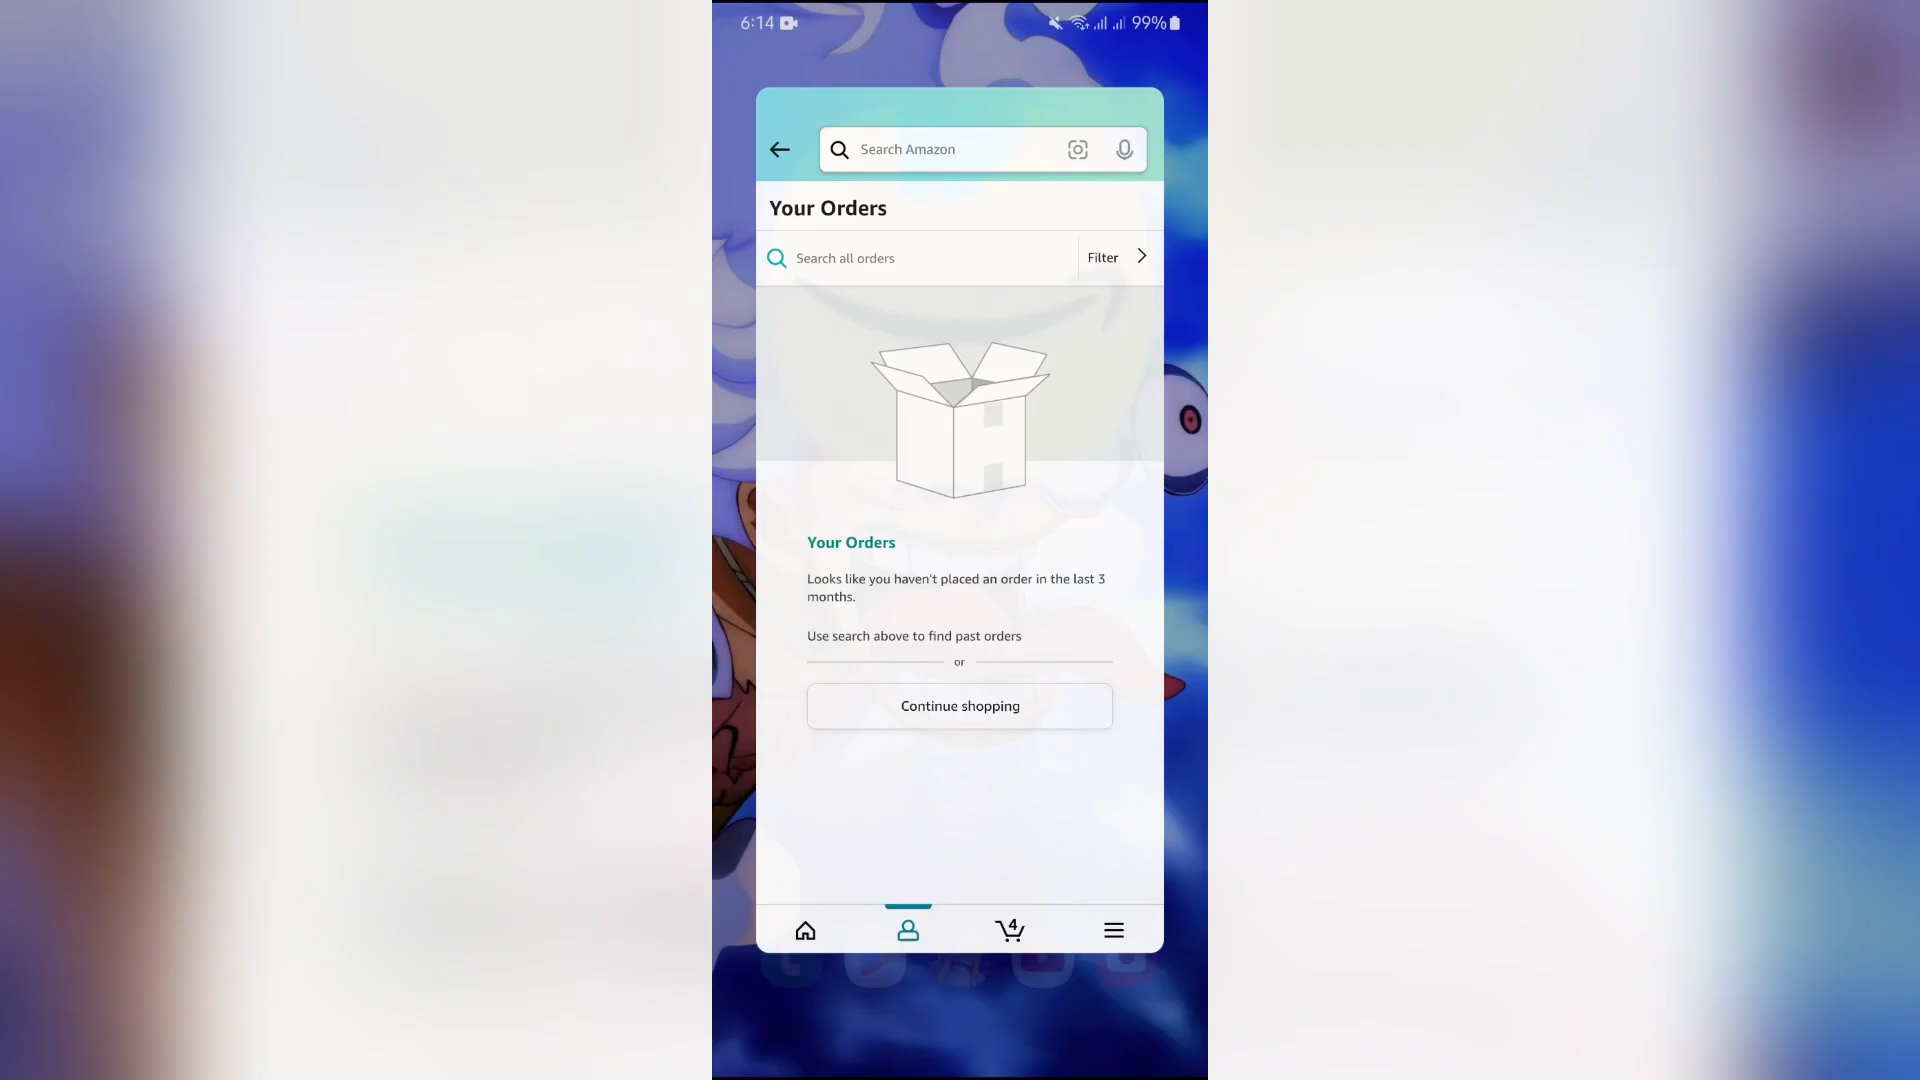 6:14
99%
Search Amazon
Your Orders
Search all orders
Filter
Your Orders
Looks like you haven't placed an order in the last 3
months.
Use search above to find past orders
or
Continue shopping
4